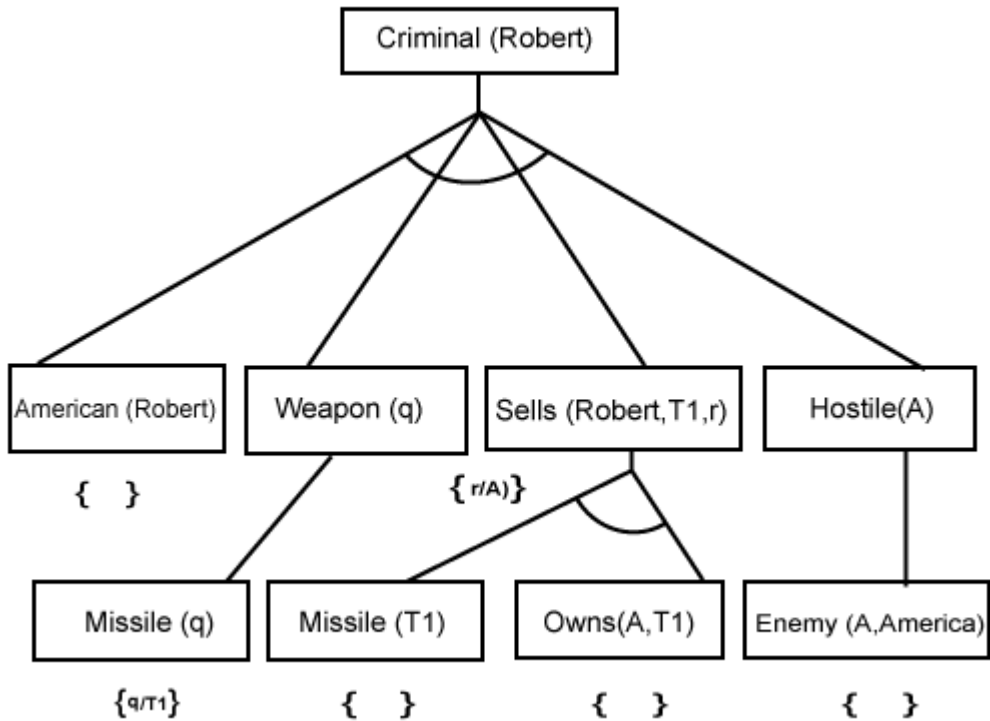 Criminal (Robert)
American (Robert)
Weapon (q)
Sells (Robert,T1,r)
Hostile(A)
{ }
{ r/A)}
Missile (q)
Missile (T1)
Owns(A,T1)
Enemy (A,America)
{q/T1}
{ }
{ }
{ }